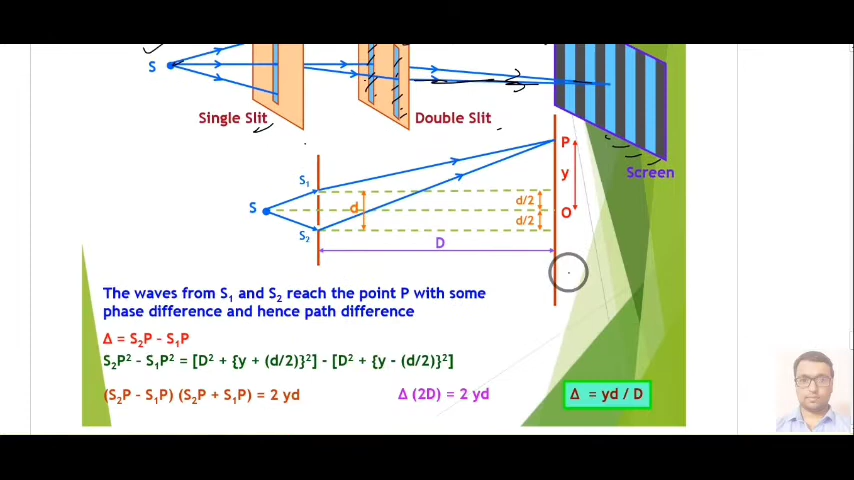 S
Single Slit
Double Slit
Screen
S₁
S₂
S
d
d/2
d/2
P
y
O
D
The waves from S₁ and S₂ reach the point P with some
phase difference and hence path difference
Δ = S₂P – S₁P
S₂P² – S₁P² = [D² + {y + (d/2)}²] - [D² + {y - (d/2)}²]
(S₂P – S₁P) (S₂P + S₁P) = 2 yd
Δ (2D) = 2 yd
Δ = yd / D